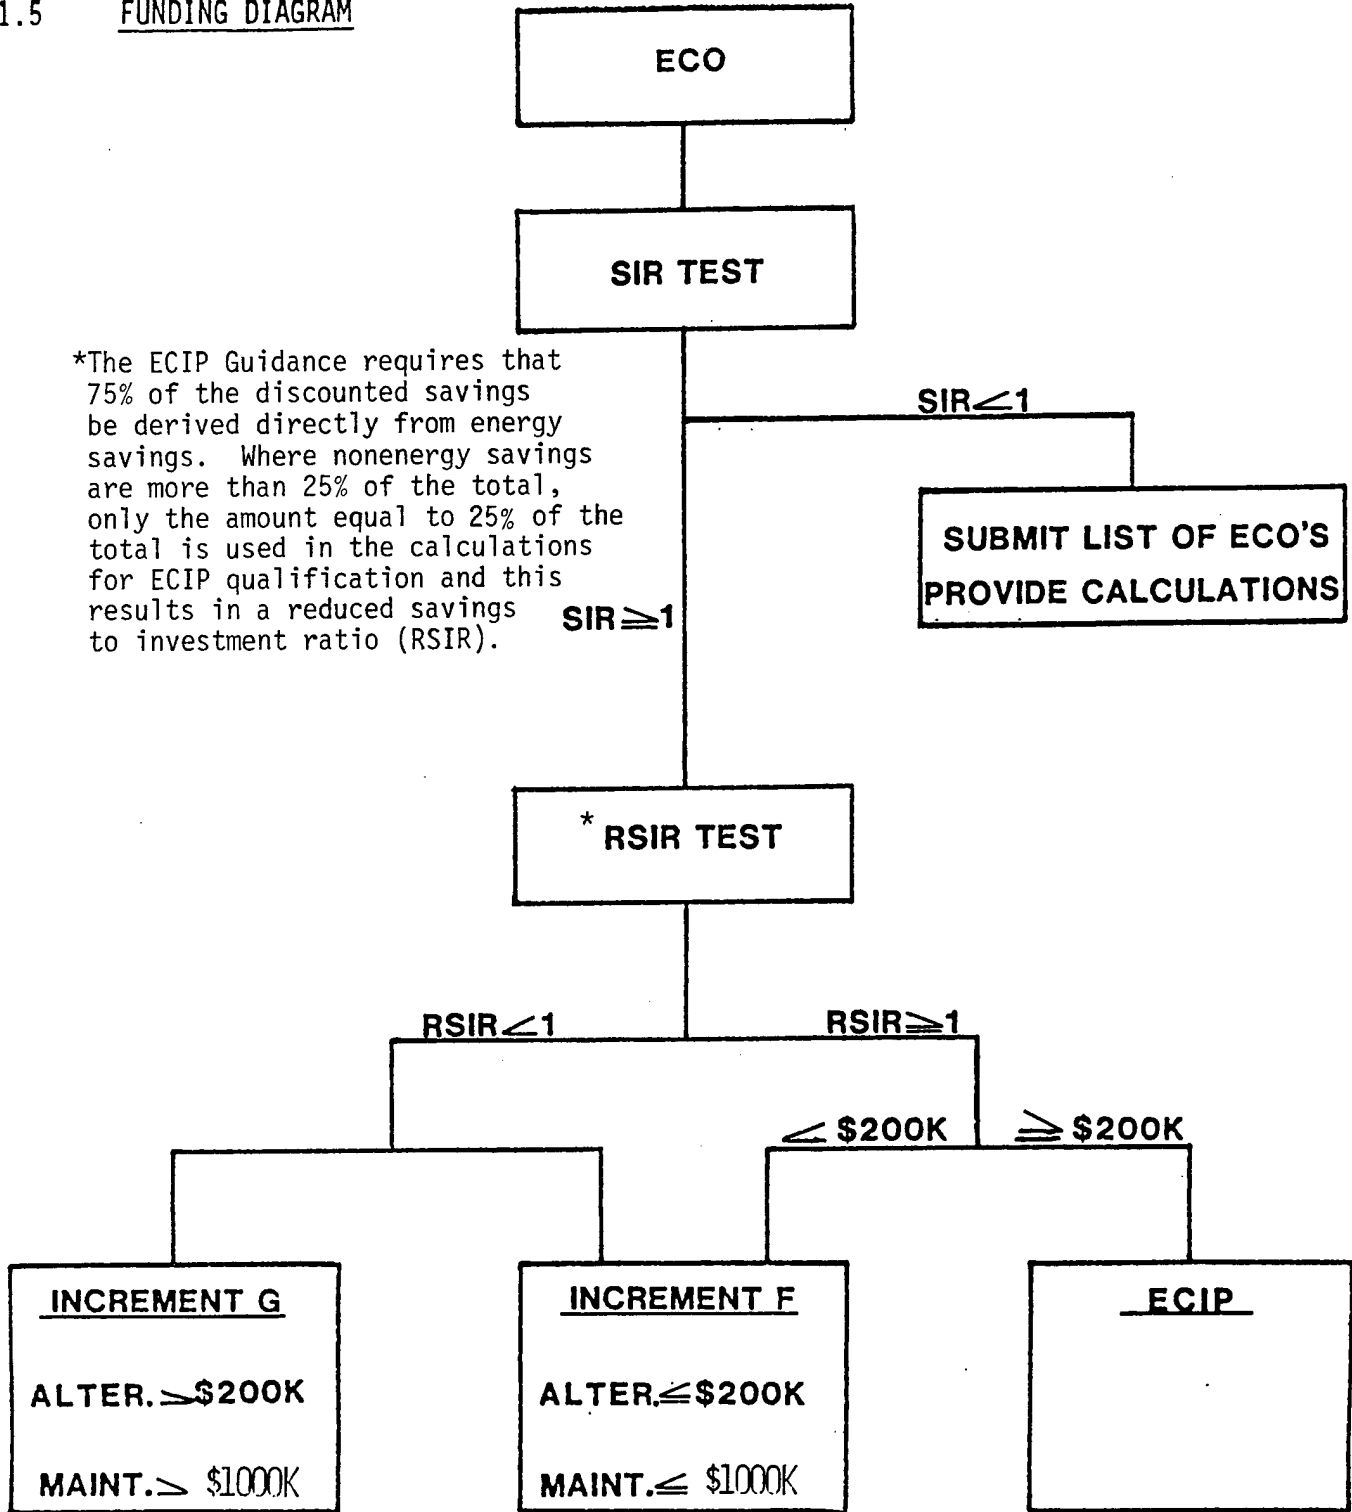 1.5 FUNDING DIAGRAM
ECO
SIR TEST
*The ECIP Guidance requires that
75% of the discounted savings
be derived directly from energy
savings. Where nonenergy savings
are more than 25% of the total,
only the amount equal to 25% of the
total is used in the calculations
for ECIP qualification and this
results in a reduced savings
to investment ratio (RSIR).
SIR<1
SUBMIT LIST OF ECO'S
PROVIDE CALCULATIONS
SIR≧1
* RSIR TEST
RSIR<1
RSIR≧1
< $200K
≧ $200K
INCREMENT G
ALTER.>$200K
MAINT.> $1000K
INCREMENT F
ALTER.≦$200K
MAINT.≦ $1000K
ECIP